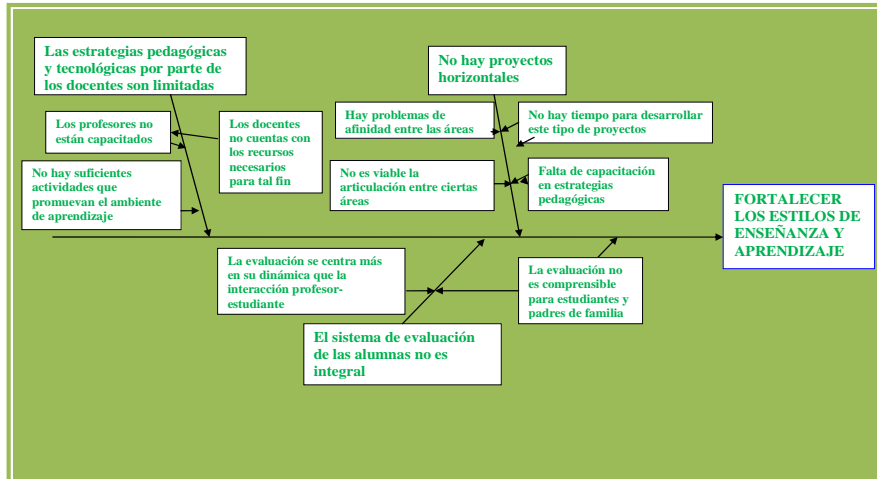 Las estrategias pedagógicas
y tecnológicas por parte de
los docentes son limitadas
No hay proyectos
horizontales
Los profesores no
están capacitados
Los docentes
no cuentas con
los recursos
necesarios
para tal fin
Hay problemas de
afinidad entre las áreas
No hay tiempo para desarrollar
este tipo de proyectos
No hay suficientes
actividades que
promuevan el ambiente
de aprendizaje
No es viable la
articulación entre ciertas
áreas
Falta de capacitación
en estrategias
pedagógicas
FORTALECER
LOS ESTILOS DE
ENSEÑANZA Y
APRENDIZAJE
La evaluación se centra más
en su dinámica que la
interacción profesor-
estudiante
La evaluación no
es comprensible
para estudiantes y
padres de familia
El sistema de evaluación
de las alumnas no es
integral